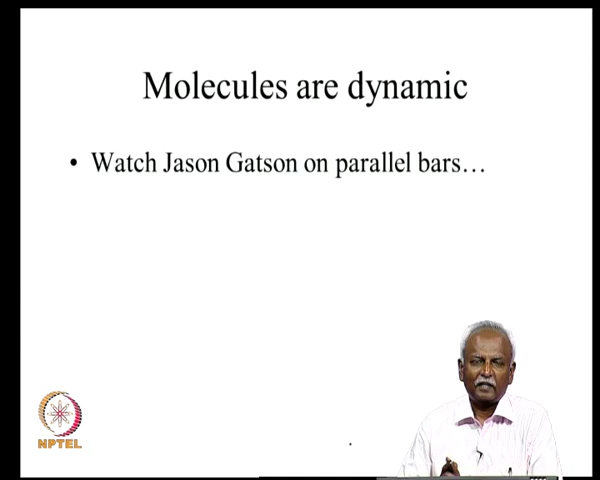 Molecules are dynamic
• Watch Jason Gatson on parallel bars…
NPTEL